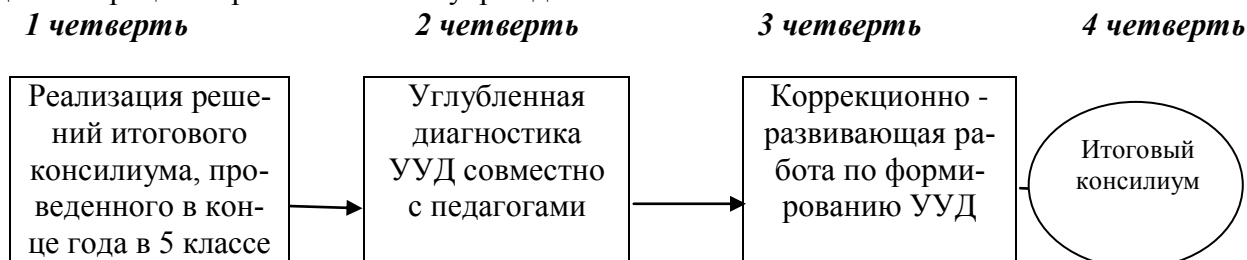 1 четверть 2 четверть 3 четверть 4 четверть
Реализация реше-
ний итогового
консилиума, про-
веденного в кон-
це года в 5 классе
Углубленная
диагностика
УУД совместно
с педагогами
Коррекционно -
развивающая ра-
бота по форми-
рованию УУД
Итоговый
консилиум